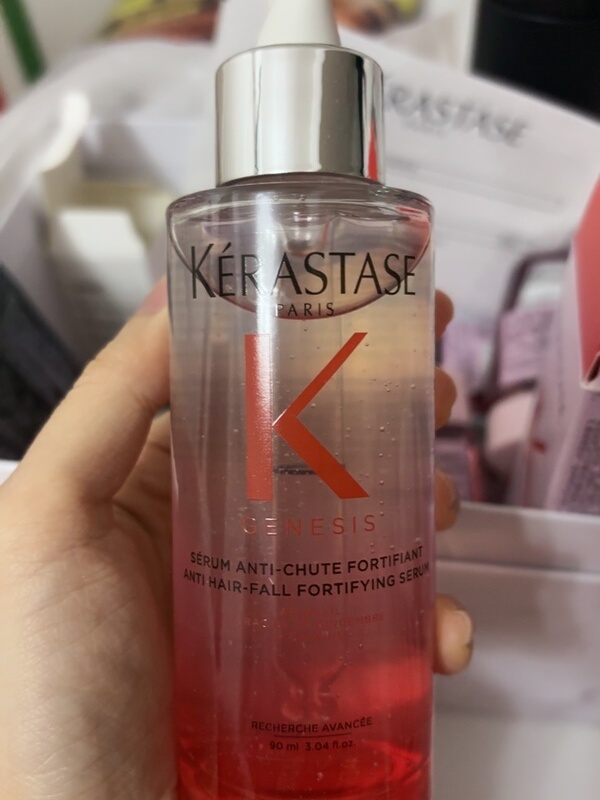 KÉRASTASE
KÉRASTASE
PARIS
K
GENESIS
SÉRUM ANTI-CHUTE FORTIFIANT
ANTI HAIR-FALL FORTIFYING SERUM
RECHERCHE AVANCÉE
90 ml 3.04 fl.oz.